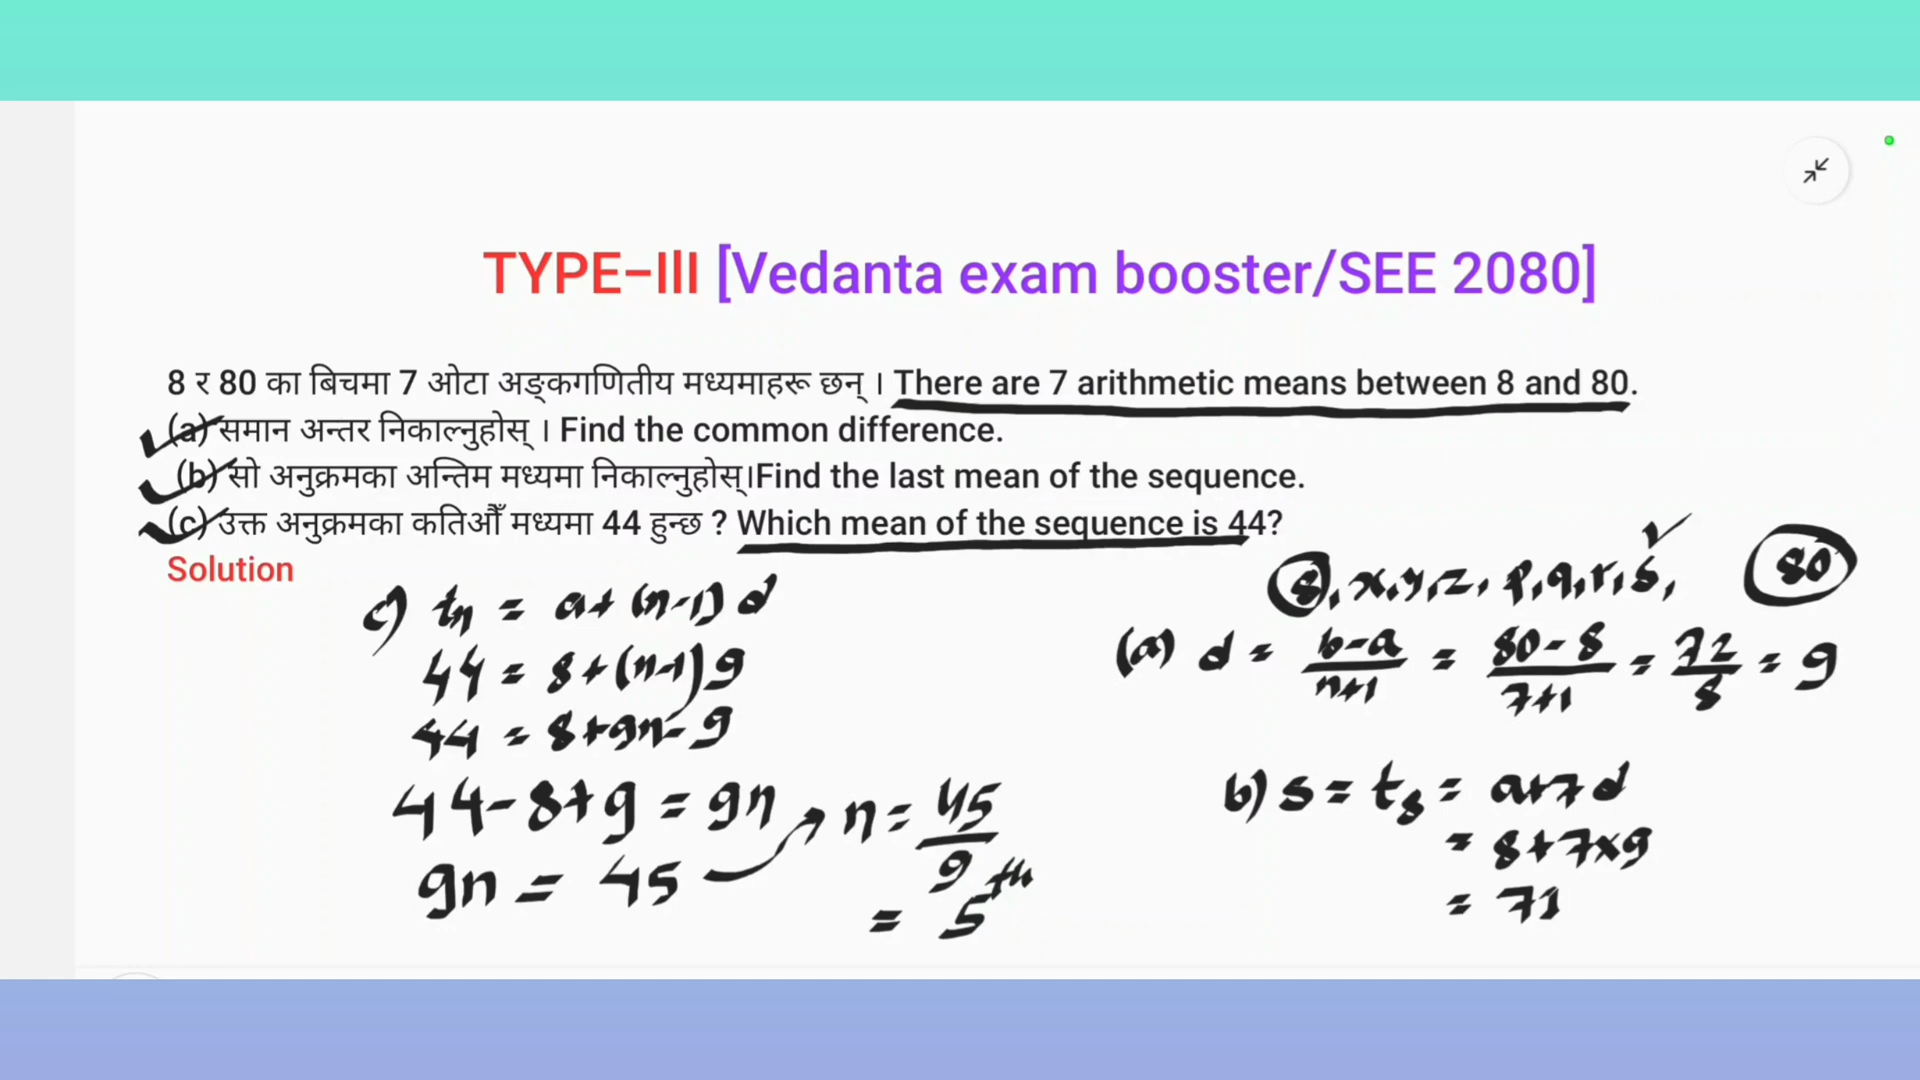 TYPE-III [Vedanta exam booster/SEE 2080]
8 र 80 का बिचमा 7 ओटा अङ्कगणितीय मध्यमाहरू छन् । There are 7 arithmetic means between 8 and 80.
(a) समान अन्तर निकाल्नुहोस् । Find the common difference.
(b) सो अनुक्रमका अन्तिम मध्यमा निकाल्नुहोस्।Find the last mean of the sequence.
(c) उक्त अनुक्रमका कतिऔँ मध्यमा 44 हुन्छ ? Which mean of the sequence is 44?
Solution
c) tn = a+(n-1)d
44 = 8+(n-1)9
44 = 8+9n-9
44-8+9 = 9n
9n = 45
n = 45/9
= 5th
8, x, y, z, p, q, r, s, 80
(a) d = b-a/n+1 = 80-8/7+1 = 72/8 = 9
b) s = t8 = a+7d
= 8+7×9
= 71